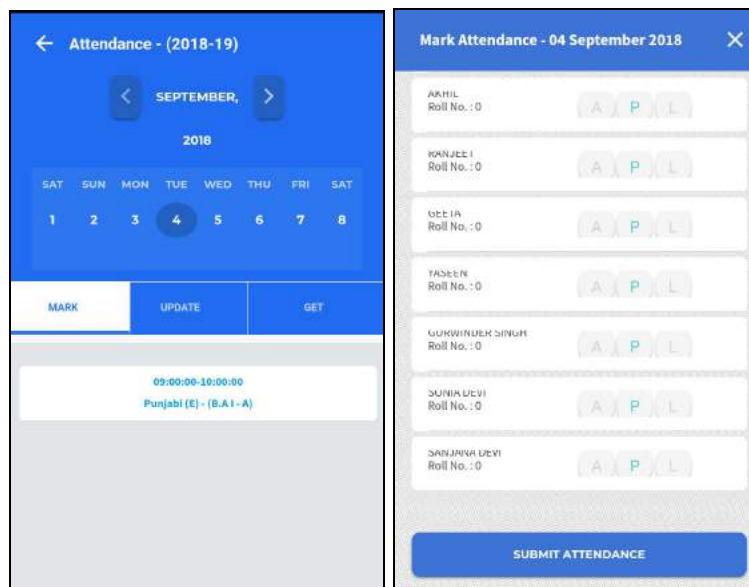 Attendance - (2018-19)
SEPTEMBER,
2018
SAT SUN MON TUE WED THU FRI SAT
1 2 3 4 5 6 7 8
MARK UPDATE GET
09:00:00-10:00:00
Punjabi (E) - (B.A I - A)
Mark Attendance - 04 September 2018
AKHIL
Roll No. : 0
A P L
RANJEET
Roll No. : 0
A P L
GEETA
Roll No. : 0
A P L
YASEEN
Roll No. : 0
A P L
GURWINDER SINGH
Roll No. : 0
A P L
SONIA DEVI
Roll No. : 0
A P L
SANJANA DEVI
Roll No. : 0
A P L
SUBMIT ATTENDANCE